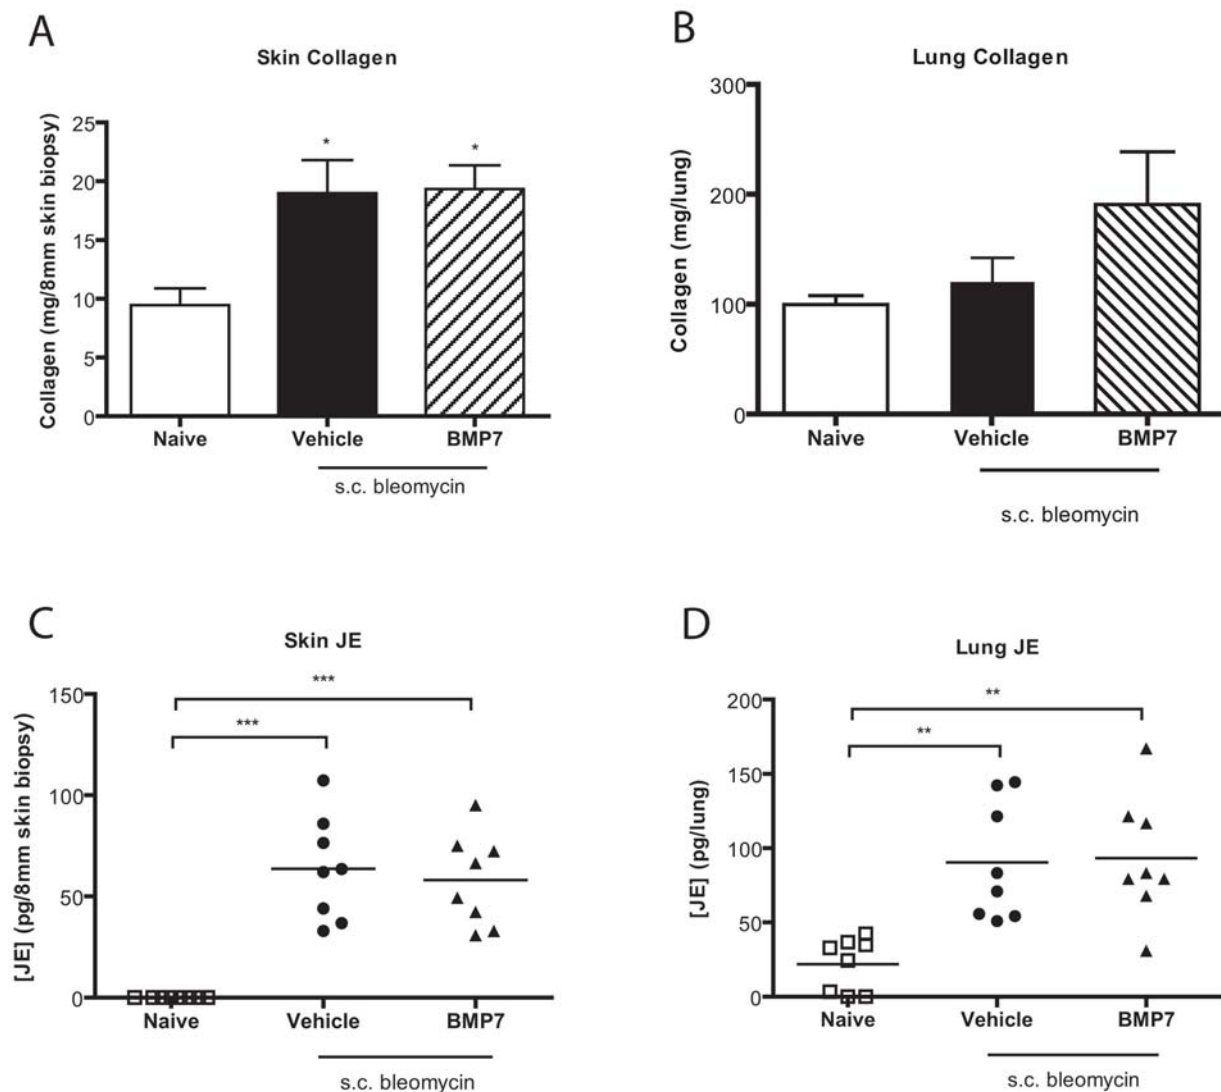 A
Skin Collagen
Collagen (mg/8mm skin biopsy)
25
20
15
10
5
0
*
*
Naive Vehicle BMP7
s.c. bleomycin
B
Lung Collagen
Collagen (mg/lung)
300
200
100
0
Naive Vehicle BMP7
s.c. bleomycin
C
Skin JE
[JE] (pg/8mm skin biopsy)
150
100
50
0
***
***
Naive Vehicle BMP7
s.c. bleomycin
D
Lung JE
[JE] (pg/lung)
200
150
100
50
0
**
**
Naive Vehicle BMP7
s.c. bleomycin